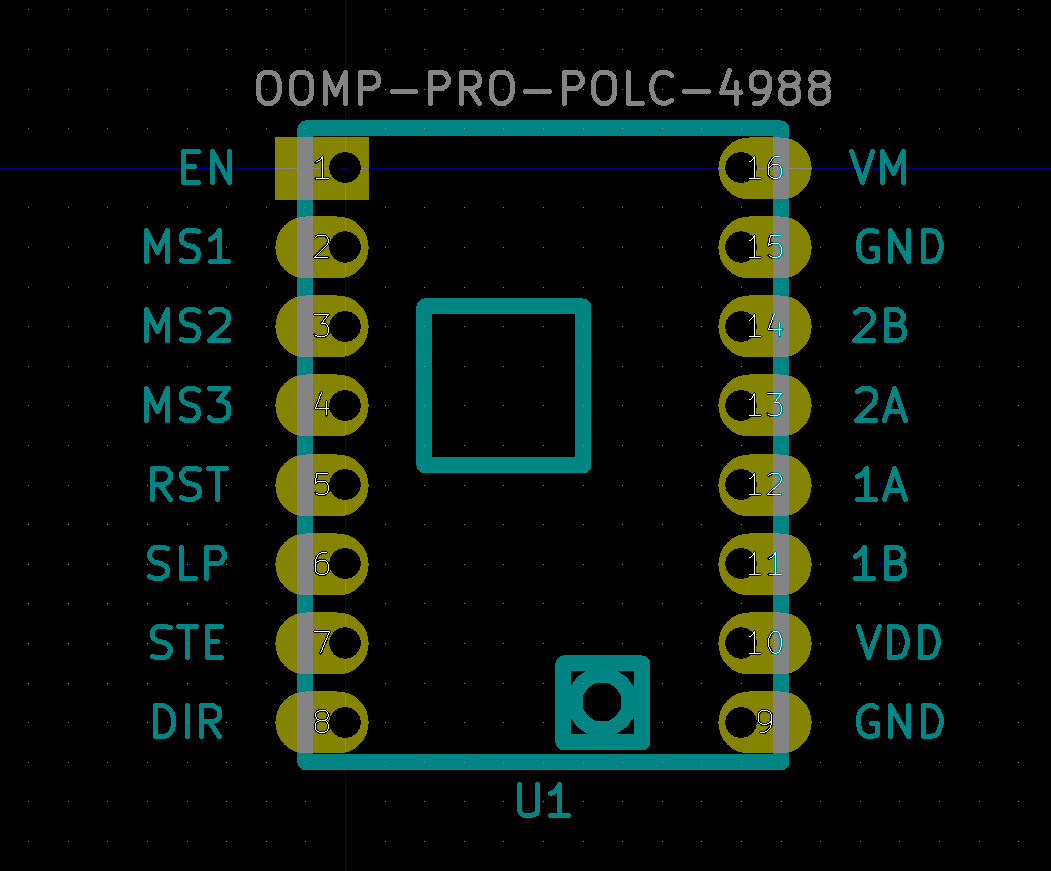 OOMP-PRO-POLC-4988
EN 1 16 VM
MS1 2 15 GND
MS2 3 14 2B
MS3 4 13 2A
RST 5 12 1A
SLP 6 11 1B
STE 7 10 VDD
DIR 8 9 GND
U1